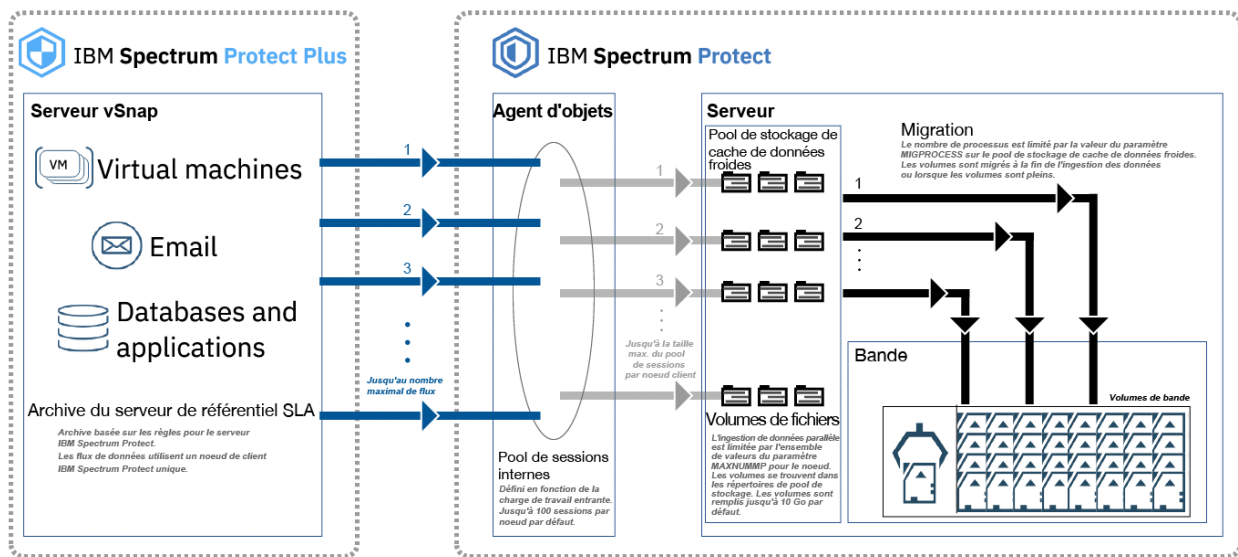 IBM Spectrum Protect Plus
Serveur vSnap
VM
Virtual machines
Email
Databases and
applications
Archive du serveur de référentiel SLA
Archive basée sur les règles pour le serveur
IBM Spectrum Protect.
Les flux de données utilisent un noeud de client
IBM Spectrum Protect unique.
1
2
3
Jusqu'au nombre
maximal de flux
IBM Spectrum Protect
Agent d'objets
Pool de sessions
internes
Défini en fonction de la
charge de travail entrante.
Jusqu'à 100 sessions par
noeud par défaut.
1
2
3
Jusqu'à la taille
max. du pool
de sessions
par noeud client
Serveur
Pool de stockage de
cache de données
froides
Volumes de fichiers
L'ingestion de données parallèle
est limitée par l'ensemble
de valeurs du paramètre
MAXNUMMP pour le noeud.
Les volumes se trouvent dans
les répertoires de pool de
stockage. Les volumes sont
remplis jusqu'à 10 Go par
défaut.
Migration
Le nombre de processus est limité par la valeur du paramètre
MIGPROCESS sur le pool de stockage de cache de données froides.
Les volumes sont migrés à la fin de l'ingestion des données
ou lorsque les volumes sont pleins.
1
2
Bande
Volumes de bande